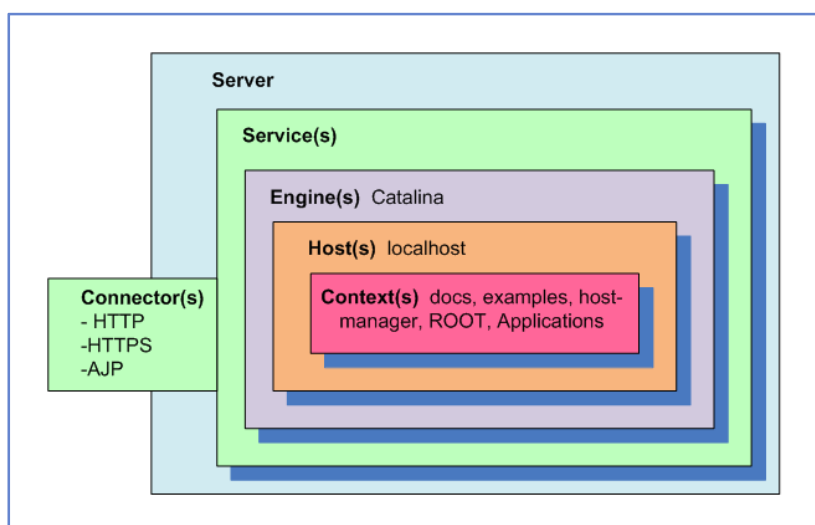 Server
Service(s)
Engine(s) Catalina
Host(s) localhost
Context(s) docs, examples, host-
manager, ROOT, Applications
Connector(s)
- HTTP
-HTTPS
-AJP